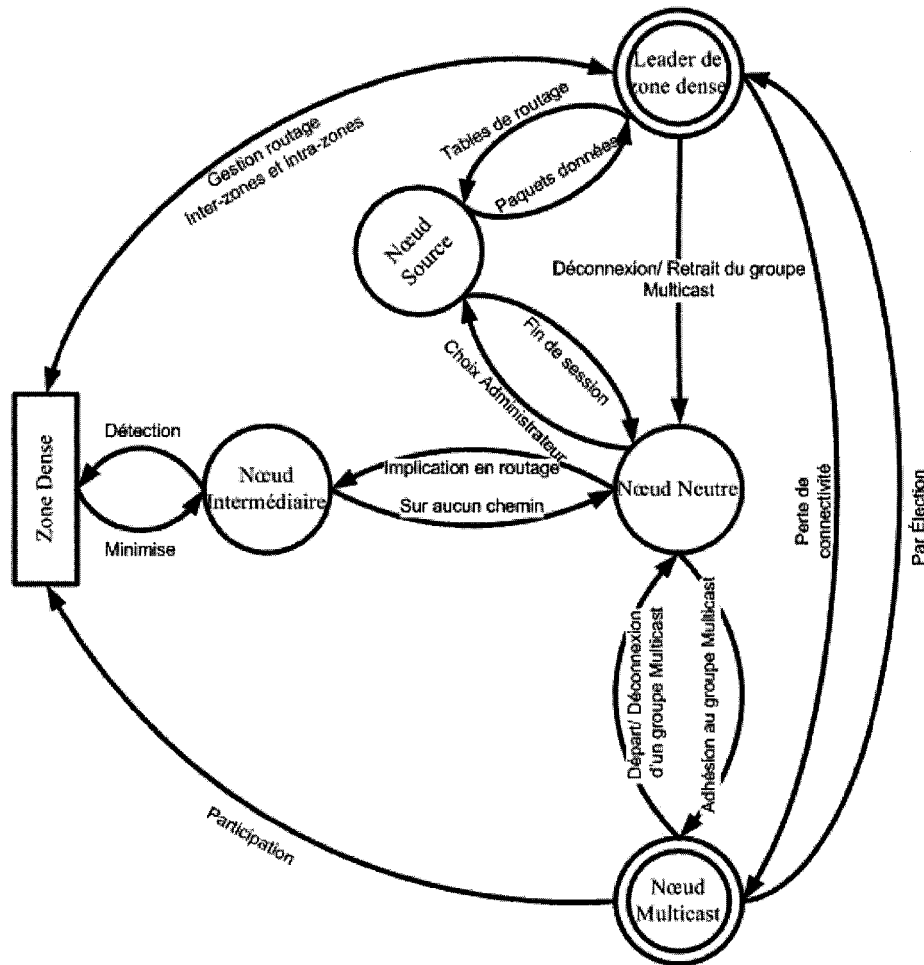 Leader de
zone dense
Tables de routage
Paquets données
Gestion routage
Inter-zones et Intra-zones
Nœud
Source
Déconnexion/ Retrait du groupe
Multicast
Fin de session
Choix Administrateur
Zone Dense
Détection
Minimise
Nœud
Intermédiaire
Implication en routage
Sur aucun chemin
Nœud Neutre
Perte de
connectivité
Par Élection
Départ/ Déconnexion
d'un groupe Multicast
Adhésion au groupe Multicast
Participation
Nœud
Multicast